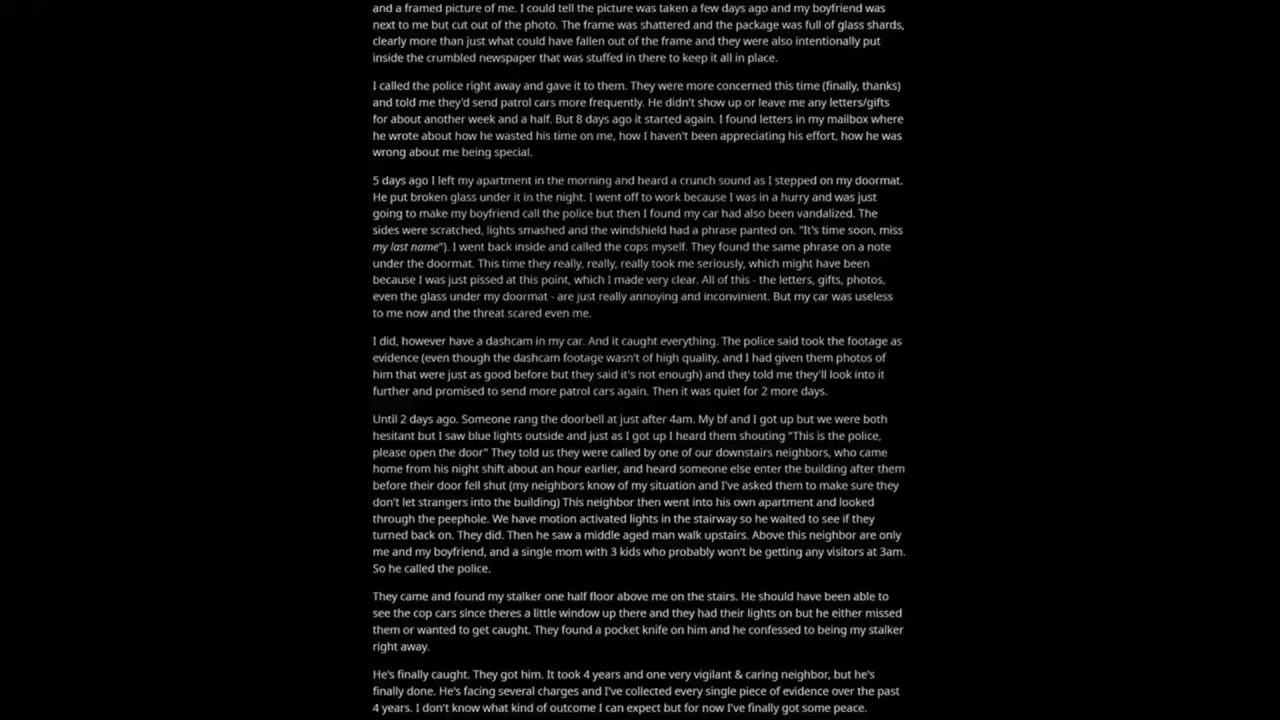 and a framed picture of me. I could tell the picture was taken a few days ago and my boyfriend was
next to me but cut out of the photo. The frame was shattered and the package was full of glass shards,
clearly more than just what could have fallen out of the frame and they were also intentionally put
inside the crumbled newspaper that was stuffed in there to keep it all in place.
I called the police right away and gave it to them. They were more concerned this time (finally, thanks)
and told me they'd send patrol cars more frequently. He didn't show up or leave me any letters/gifts
for about another week and a half. But 8 days ago it started again. I found letters in my mailbox where
he wrote about how he wasted his time on me, how I haven't been appreciating his effort, how he was
wrong about me being special.
5 days ago I left my apartment in the morning and heard a crunch sound as I stepped on my doormat.
He put broken glass under it in the night. I went off to work because I was in a hurry and was just
going to make my boyfriend call the police but then I found my car had also been vandalized. The
sides were scratched, lights smashed and the windshield had a phrase panted on. "It's time soon, miss
my last name"). I went back inside and called the cops myself. They found the same phrase on a note
under the doormat. This time they really, really, really took me seriously, which might have been
because I was just pissed at this point, which I made very clear. All of this - the letters, gifts, photos,
even the glass under my doormat - are just really annoying and inconvinient. But my car was useless
to me now and the threat scared even me.
I did, however have a dashcam in my car. And it caught everything. The police said took the footage as
evidence (even though the dashcam footage wasn't of high quality, and I had given them photos of
him that were just as good before but they said it's not enough) and they told me they'll look into it
further and promised to send more patrol cars again. Then it was quiet for 2 more days.
Until 2 days ago. Someone rang the doorbell at just after 4am. My bf and I got up but we were both
hesitant but I saw blue lights outside and just as I got up I heard them shouting "This is the police,
please open the door" They told us they were called by one of our downstairs neighbors, who came
home from his night shift about an hour earlier, and heard someone else enter the building after them
before their door fell shut (my neighbors know of my situation and I've asked them to make sure they
don't let strangers into the building) This neighbor then went into his own apartment and looked
through the peephole. We have motion activated lights in the stairway so he waited to see if they
turned back on. They did. Then he saw a middle aged man walk upstairs. Above this neighbor are only
me and my boyfriend, and a single mom with 3 kids who probably won't be getting any visitors at 3am.
So he called the police.
They came and found my stalker one half floor above me on the stairs. He should have been able to
see the cop cars since theres a little window up there and they had their lights on but he either missed
them or wanted to get caught. They found a pocket knife on him and he confessed to being my stalker
right away.
He's finally caught. They got him. It took 4 years and one very vigilant & caring neighbor, but he's
finally done. He's facing several charges and I've collected every single piece of evidence over the past
4 years. I don't know what kind of outcome I can expect but for now I've finally got some peace.